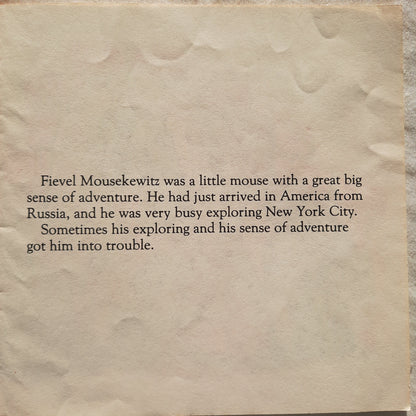 Fievel Mousekewitz was a little mouse with a great big
sense of adventure. He had just arrived in America from
Russia, and he was very busy exploring New York City.
Sometimes his exploring and his sense of adventure
got him into trouble.